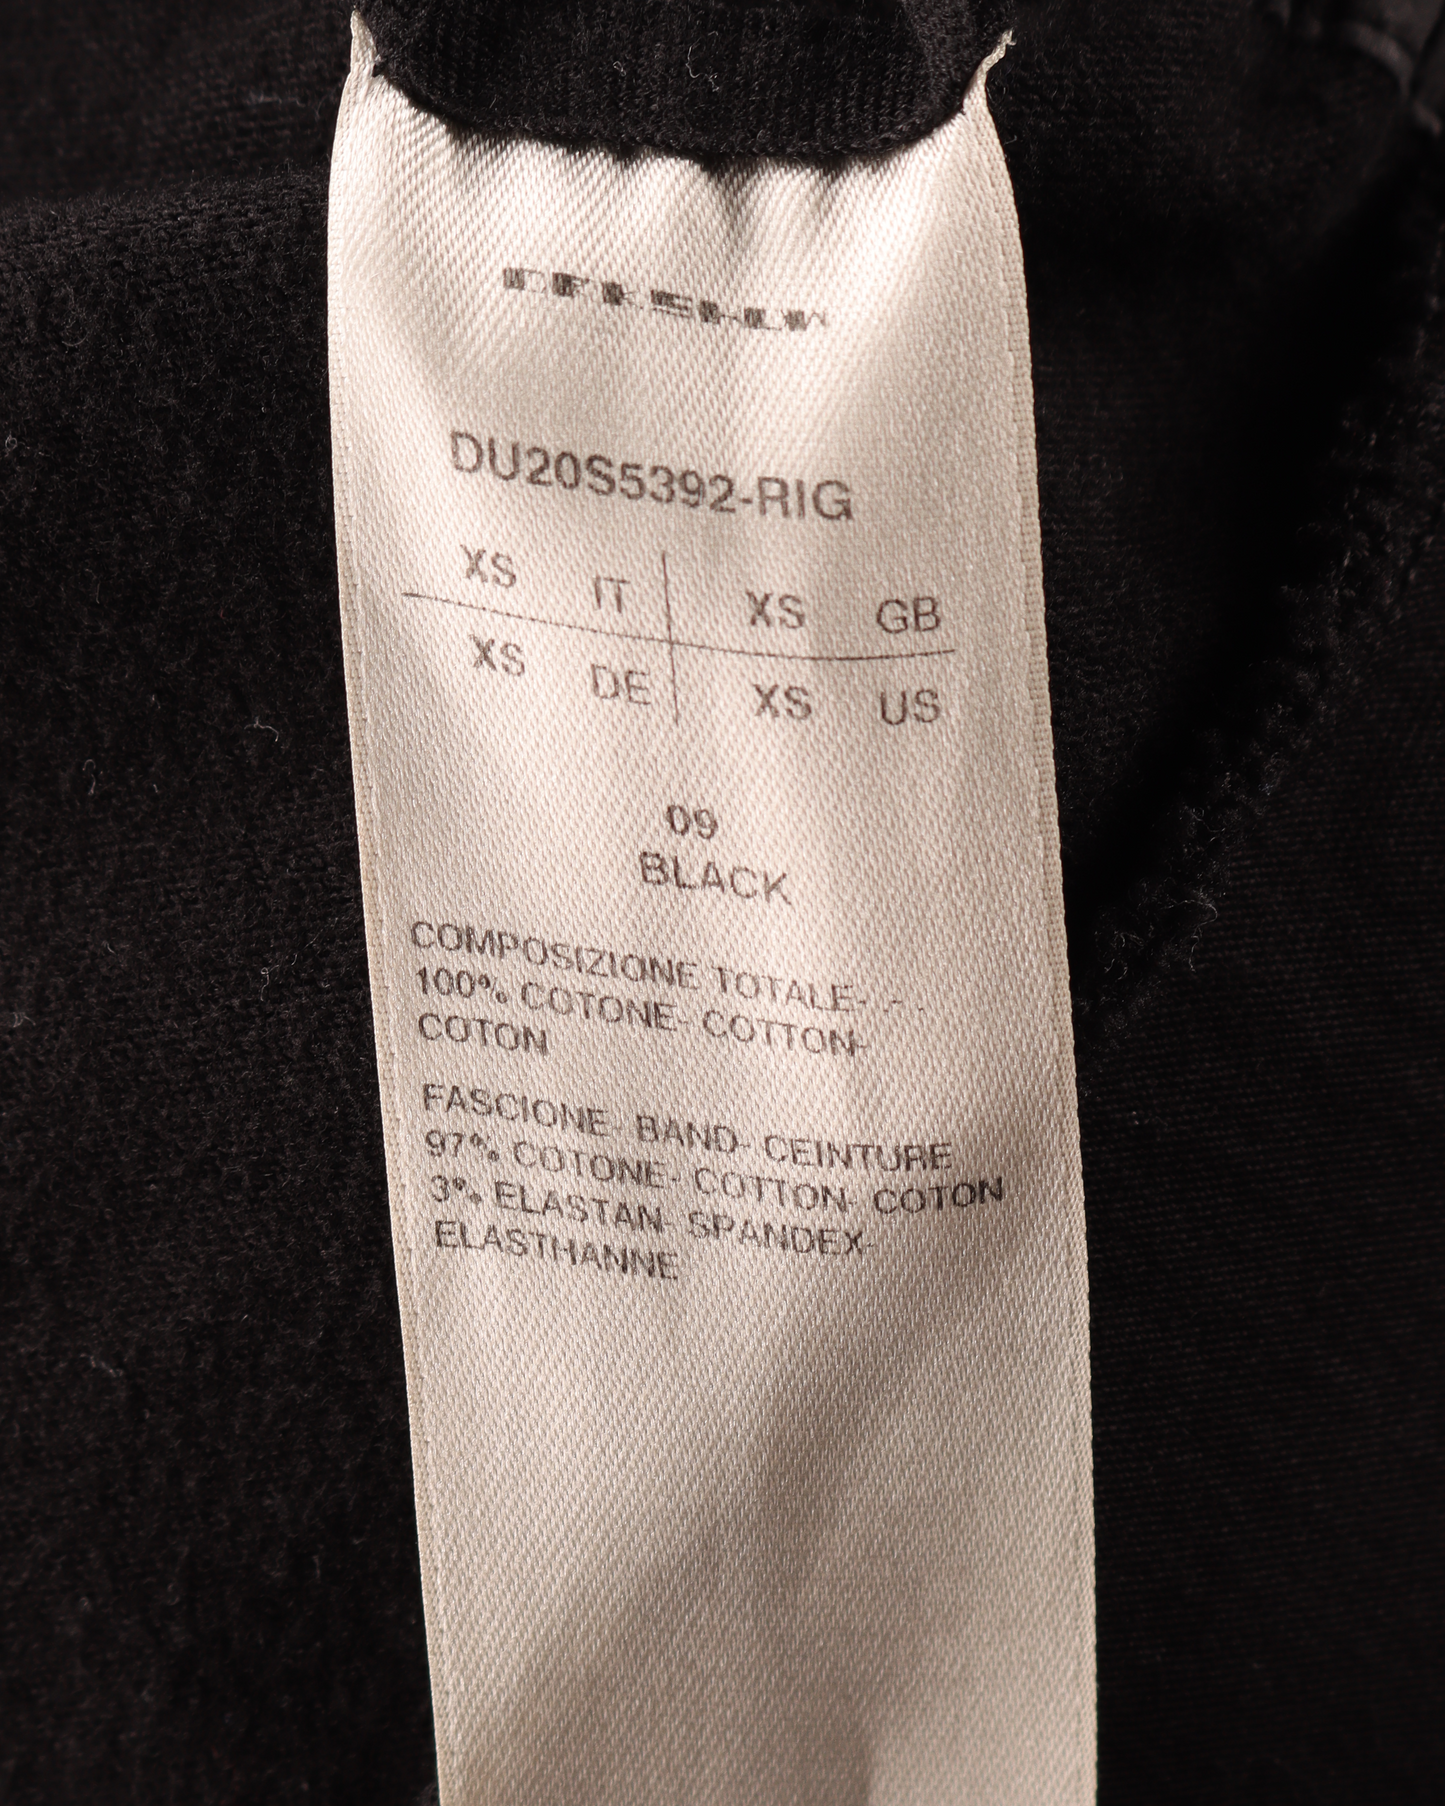 DRKSHDW
DU20S5392-RIG
XS IT XS GB
XS DE XS US
09
BLACK
COMPOSIZIONE TOTALE- .- .
100% COTONE- COTTON-
COTON
FASCIONE- BAND- CEINTURE
97% COTONE- COTTON- COTON
3% ELASTAN- SPANDEX-
ELASTHANNE